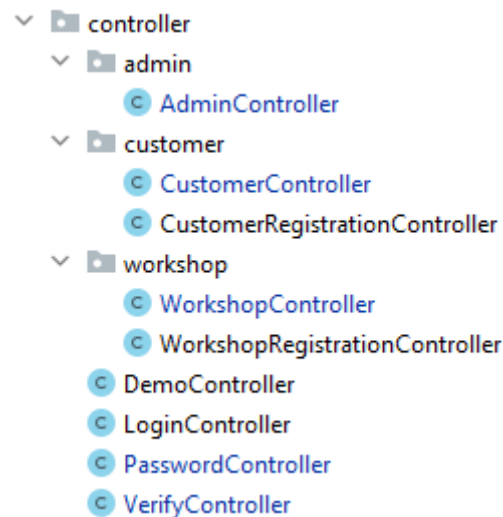 controller
admin
C AdminController
customer
C CustomerController
C CustomerRegistrationController
workshop
C WorkshopController
C WorkshopRegistrationController
C DemoController
C LoginController
C PasswordController
C VerifyController